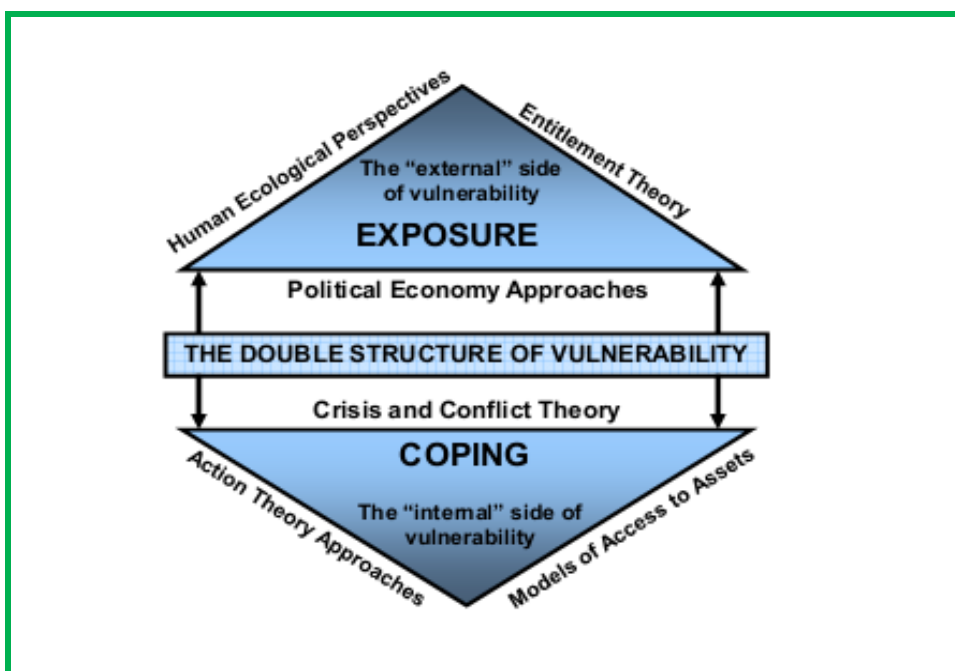 Human Ecological Perspectives
Entitlement Theory
The “external” side
of vulnerability
EXPOSURE
Political Economy Approaches
THE DOUBLE STRUCTURE OF VULNERABILITY
Crisis and Conflict Theory
COPING
The “internal” side of
vulnerability
Action Theory Approaches
Models of Access to Assets